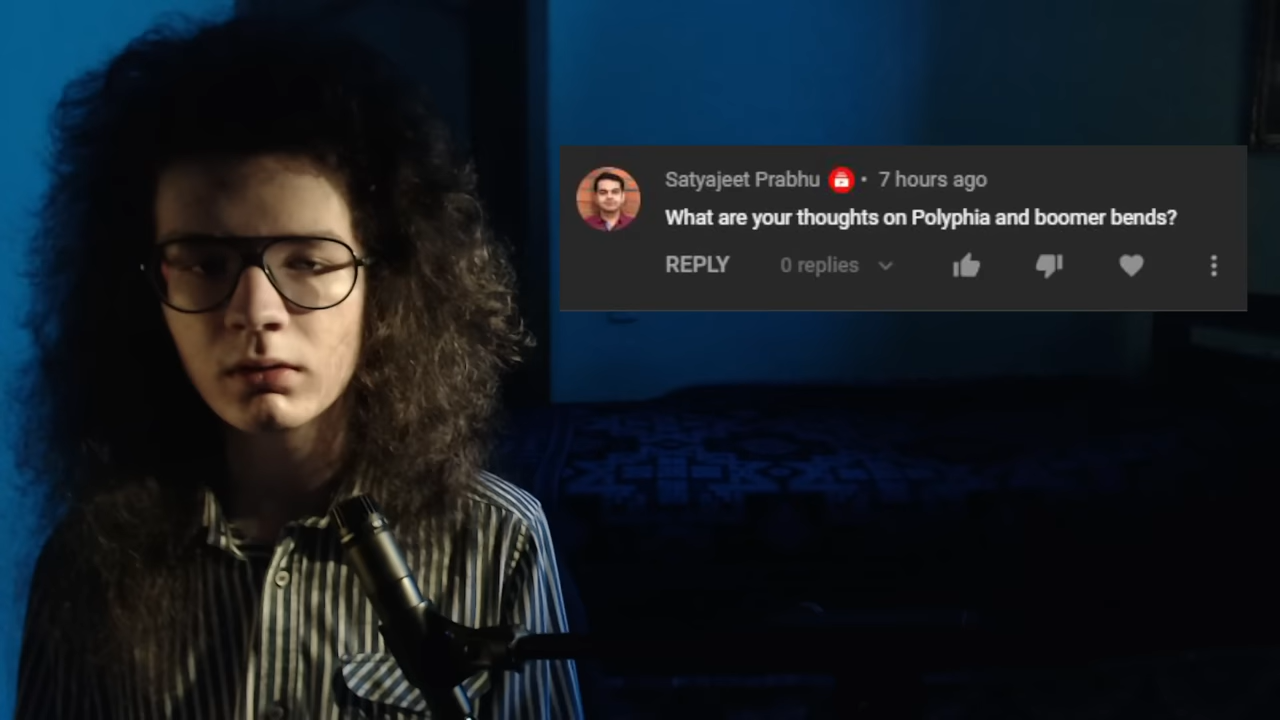 Satyajeet Prabhu • 7 hours ago
What are your thoughts on Polyphia and boomer bends?
REPLY 0 replies